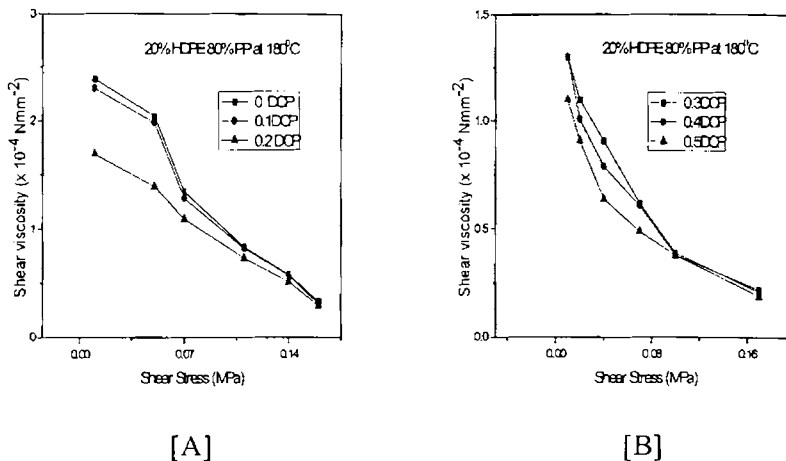 3
2
1
0
20% HDPE 80% PP at 180⁰C
0 DCP
0.1 DCP
0.2 DCP
Shear viscosity (x 10⁻⁴ Nmm⁻²)
0.00
0.07
0.14
Shear Stress (MPa)
[A]
1.5
1.0
0.5
0.0
20% HDPE, 80% PP at 180⁰C
0.3DCP
0.4DCP
0.5DCP
Shear viscosity (x 10⁻⁴ Nmm⁻²)
0.00
0.08
0.16
Shear Stress (MPa)
[B]